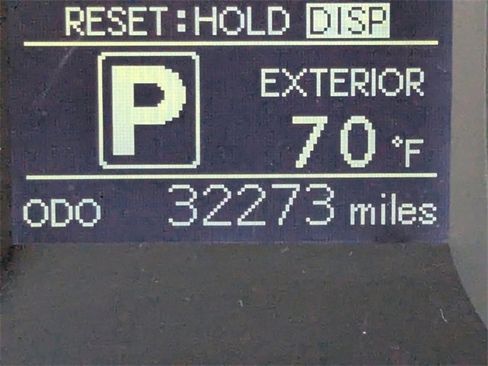 RESET:HOLD DISP
P EXTERIOR
70 °F
ODO 32273 miles